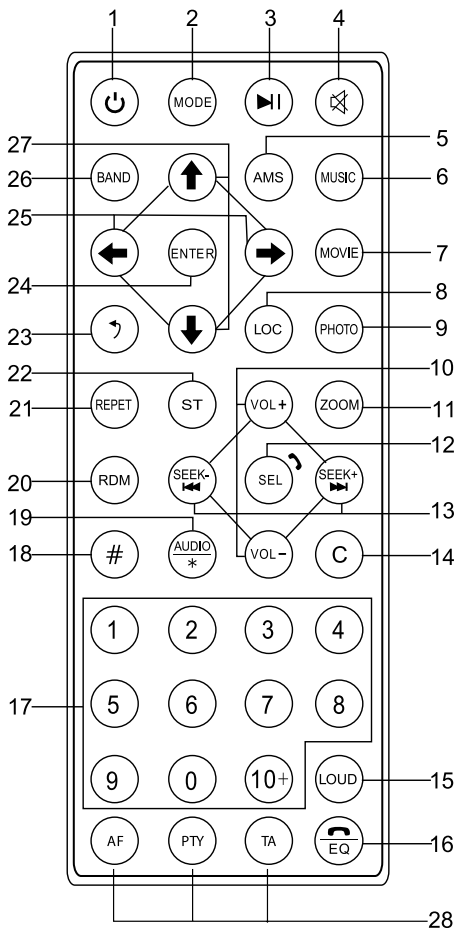 1 2 3 4
MODE
27 5
26 BAND AMS MUSIC 6
25
ENTER MOVIE 7
24 8
23 LOC PHOTO 9
22 10
21 REPET ST VOL+ ZOOM 11
12
20 RDM SEEK- SEL SEEK+
19 13
18 # AUDIO VOL- C 14
*
1 2 3 4
17 5 6 7 8
9 0 10+ LOUD 15
AF PTY TA EQ 16
28